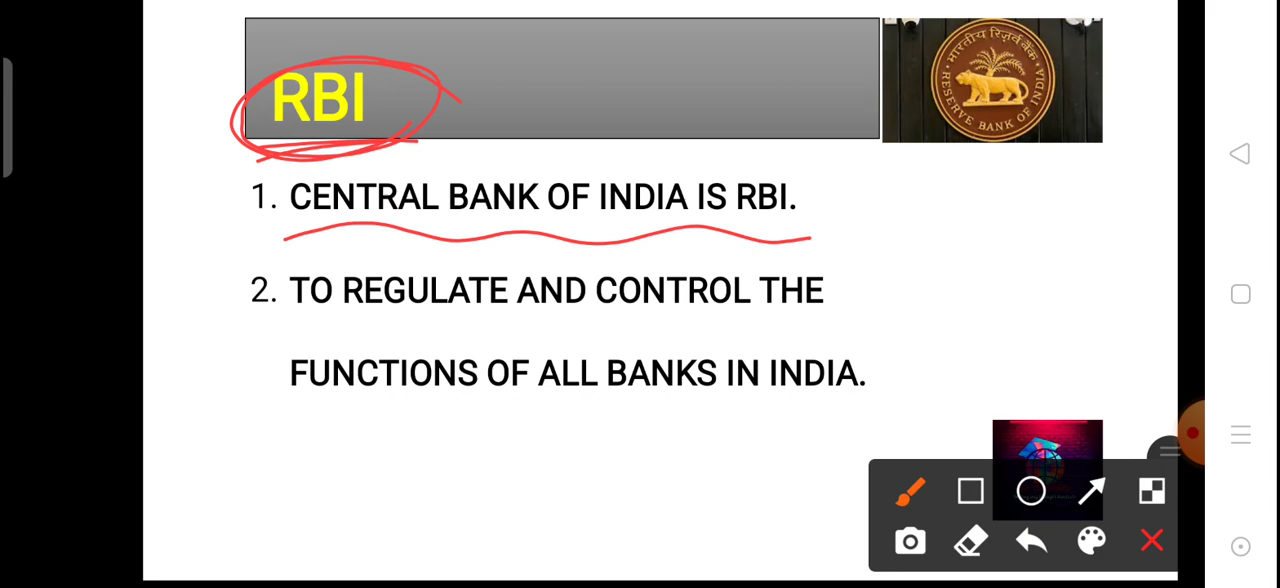 RBI
भारतीय रिज़र्व बैंक
RESERVE BANK OF INDIA
1. CENTRAL BANK OF INDIA IS RBI.
2. TO REGULATE AND CONTROL THE
FUNCTIONS OF ALL BANKS IN INDIA.